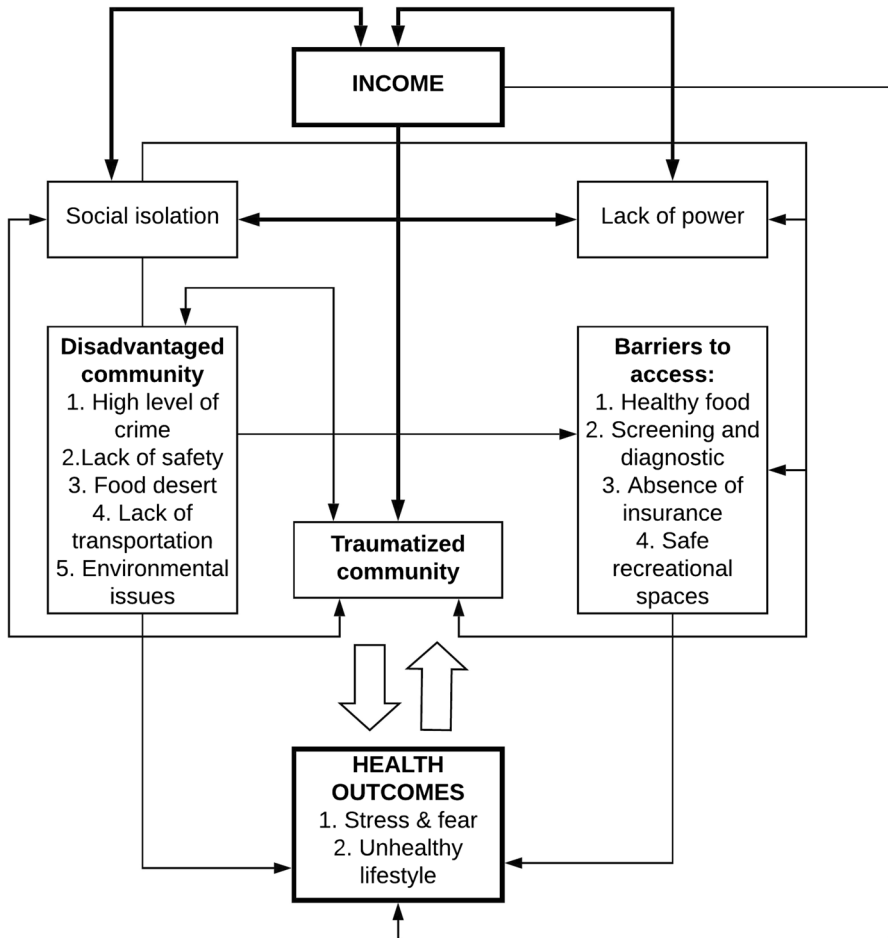 INCOME
Social isolation
Lack of power
Disadvantaged
community
1. High level of
crime
2.Lack of safety
3. Food desert
4. Lack of
transportation
5. Environmental
issues
Barriers to
access:
1. Healthy food
2. Screening and
diagnostic
3. Absence of
insurance
4. Safe
recreational
spaces
Traumatized
community
HEALTH
OUTCOMES
1. Stress & fear
2. Unhealthy
lifestyle